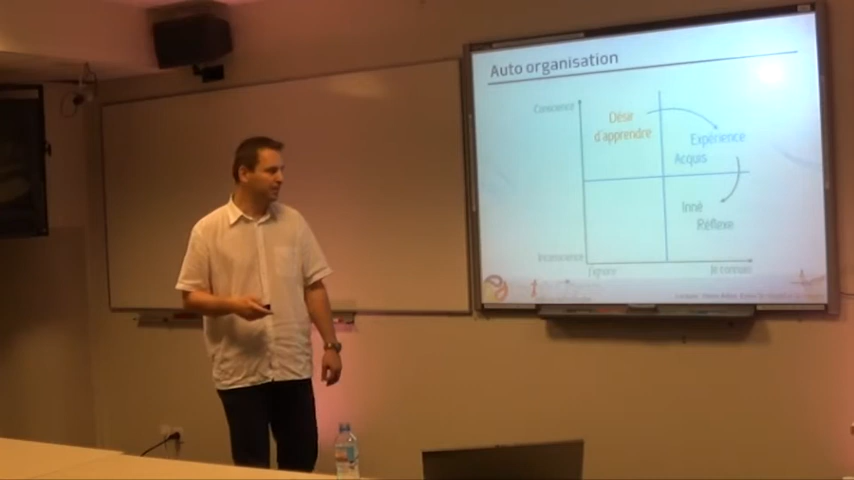 Auto organisation
Conscience
Désir
d'apprendre
Expérience
Acquis
Inné
Réflexe
Inconscience
J'ignore
Je connais